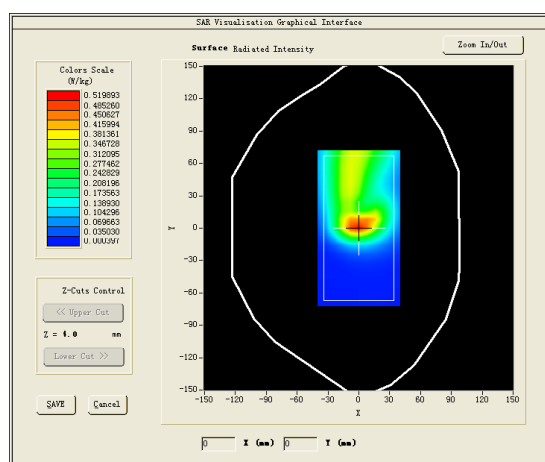 SAR Visualisation Graphical Interface
Surface Radiated Intensity
Zoom In/Out
Colors Scale
(W/kg)
0.519893
0.485260
0.450627
0.415994
0.381361
0.346728
0.312095
0.277462
0.242829
0.208196
0.173563
0.138930
0.104296
0.069663
0.035030
0.000397
150
120
90
60
30
0
-30
-60
-90
-120
-150
Y
-150 -120 -90 -60 -30 0 30 60 90 120 150
X
Z-Cuts Control
<< Upper Cut
Z = 4.0 mm
Lower Cut >>
SAVE
Cancel
0 X (mm) 0 Y (mm)